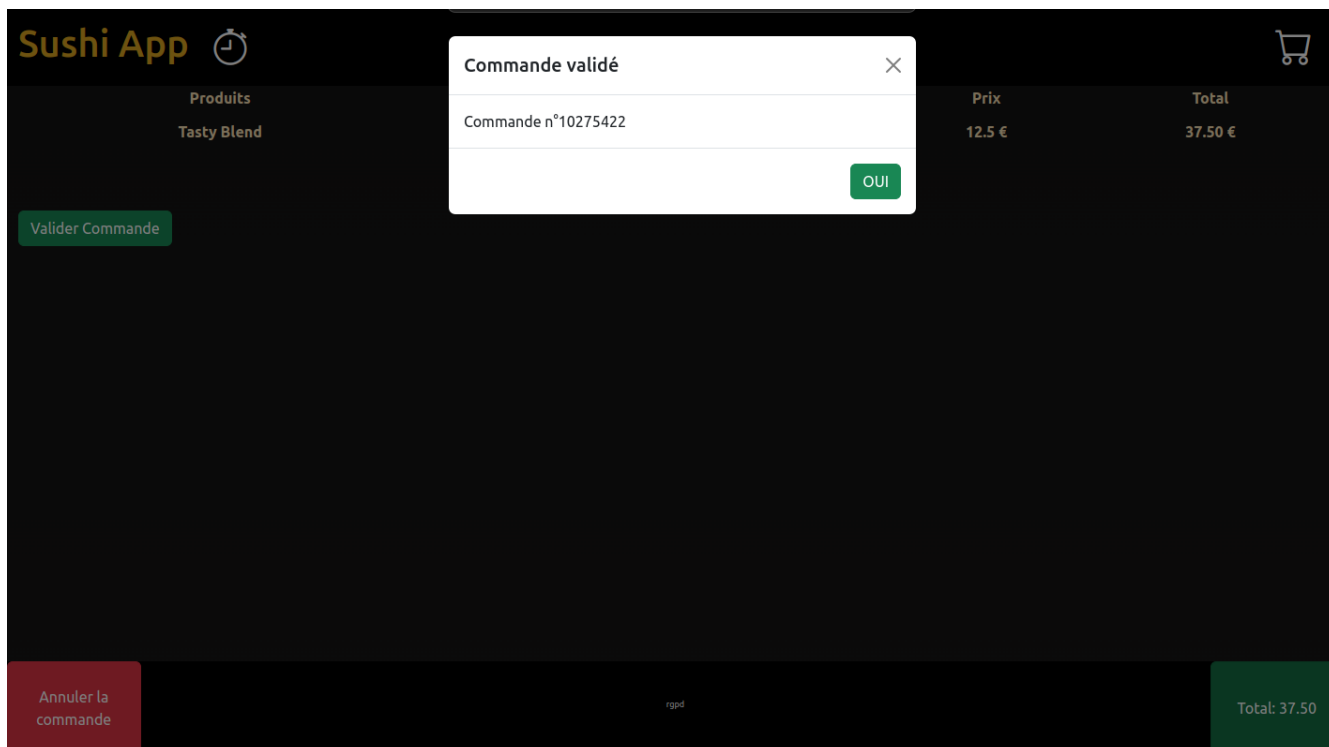 Sushi App
Commande validé
Produits Prix Total
Commande n°10275422
Tasty Blend 12.5 € 37.50 €
OUI
Valider Commande
Annuler la
commande
rgpd
Total: 37.50